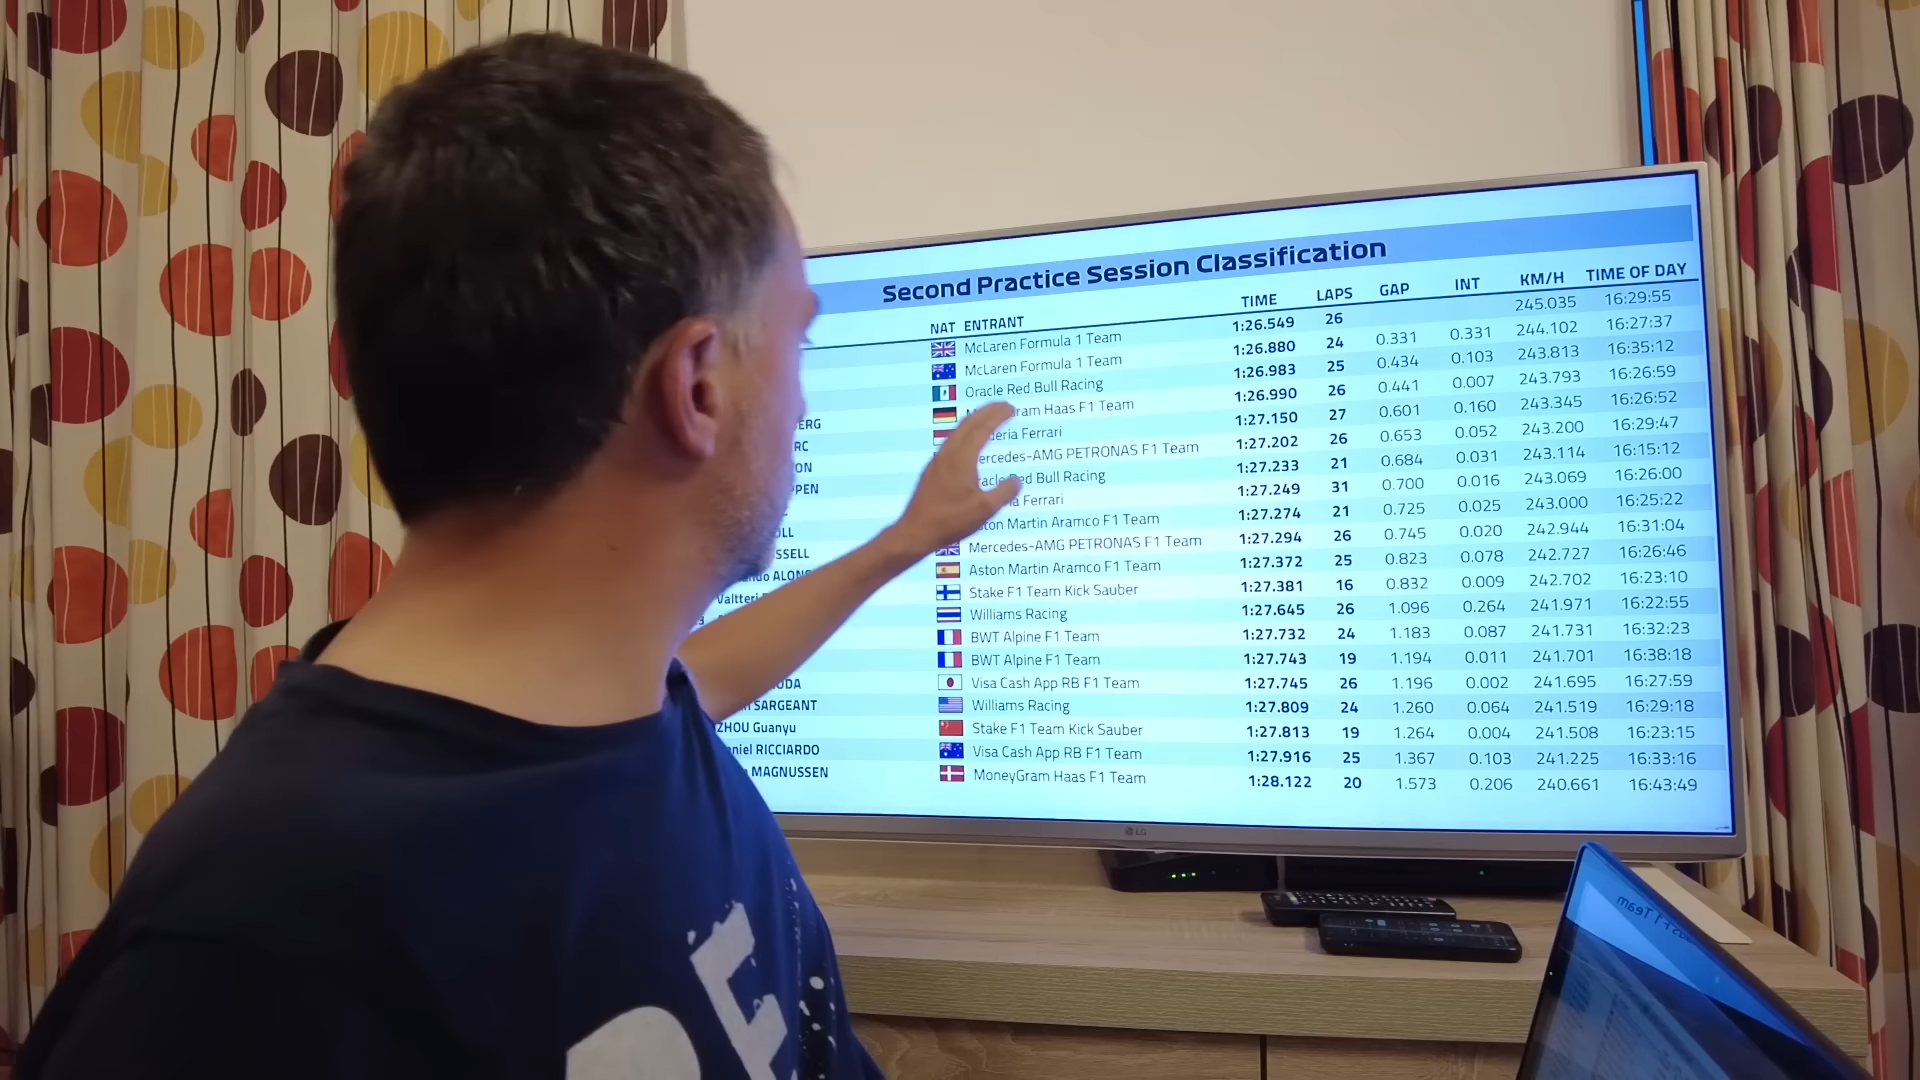 Second Practice Session Classification
NAT ENTRANT TIME LAPS GAP INT KM/H TIME OF DAY
McLaren Formula 1 Team 1:26.549 26 245.035 16:29:55
McLaren Formula 1 Team 1:26.880 24 0.331 0.331 244.102 16:27:37
Oracle Red Bull Racing 1:26.983 25 0.434 0.103 243.813 16:35:12
ERG Haas F1 Team 1:26.990 26 0.441 0.007 243.793 16:26:59
RC Ferrari 1:27.150 27 0.601 0.160 243.345 16:26:52
ON ercedes-AMG PETRONAS F1 Team 1:27.202 26 0.653 0.052 243.200 16:29:47
PPEN Red Bull Racing 1:27.233 21 0.684 0.031 243.114 16:15:12
Ferrari 1:27.249 31 0.700 0.016 243.069 16:26:00
OLL ton Martin Aramco F1 Team 1:27.274 21 0.725 0.025 243.000 16:25:22
SSELL Mercedes-AMG PETRONAS F1 Team 1:27.294 26 0.745 0.020 242.944 16:31:04
ndo ALONS Aston Martin Aramco F1 Team 1:27.372 25 0.823 0.078 242.727 16:26:46
Valtteri Stake F1 Team Kick Sauber 1:27.381 16 0.832 0.009 242.702 16:23:10
3 Williams Racing 1:27.645 26 1.096 0.264 241.971 16:22:55
BWT Alpine F1 Team 1:27.732 24 1.183 0.087 241.731 16:32:23
BWT Alpine F1 Team 1:27.743 19 1.194 0.011 241.701 16:38:18
ODA Visa Cash App RB F1 Team 1:27.745 26 1.196 0.002 241.695 16:27:59
SARGEANT Williams Racing 1:27.809 24 1.260 0.064 241.519 16:29:18
ZHOU Guanyu Stake F1 Team Kick Sauber 1:27.813 19 1.264 0.004 241.508 16:23:15
niel RICCIARDO Visa Cash App RB F1 Team 1:27.916 25 1.367 0.103 241.225 16:33:16
MAGNUSSEN MoneyGram Haas F1 Team 1:28.122 20 1.573 0.206 240.661 16:43:49
LG
F1 Team